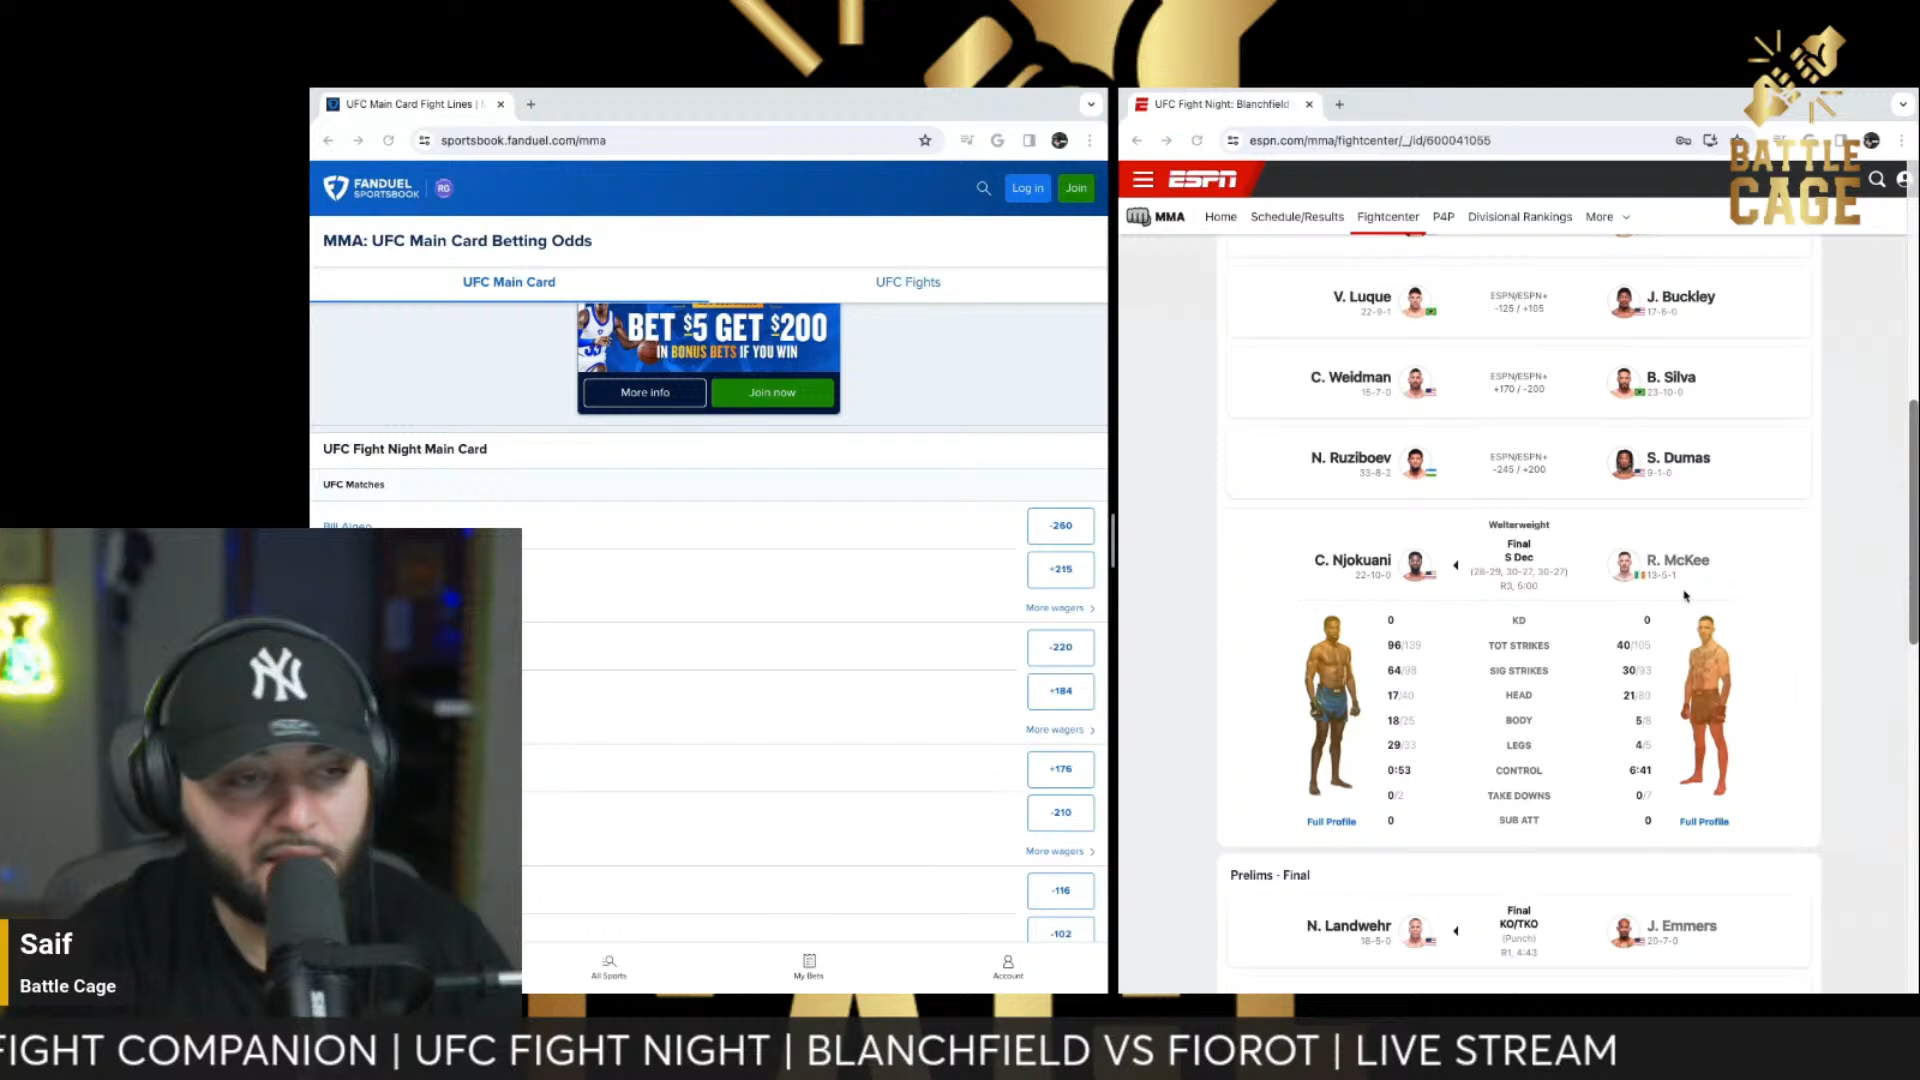 UFC Main Card Fight Lines |
sportsbook.fanduel.com/mma
FANDUEL
SPORTSBOOK
RG
Log in
Join
MMA: UFC Main Card Betting Odds
UFC Main Card
UFC Fights
BET $5 GET $200
IN BONUS BETS IF YOU WIN
More info
Join now
UFC Fight Night Main Card
UFC Matches
Bill Algeo
-260
+215
More wagers
-220
+184
More wagers
+176
-210
More wagers
-116
-102
All Sports
My Bets
Account
UFC Fight Night: Blanchfield
espn.com/mma/fightcenter/_/id/600041055
ESPN
MMA
Home
Schedule/Results
Fightcenter
P4P
Divisional Rankings
More
BATTLE
CAGE
V. Luque
22-9-1
ESPN/ESPN+
-125 / +105
J. Buckley
17-6-0
C. Weidman
15-7-0
ESPN/ESPN+
+170 / -200
B. Silva
23-10-0
N. Ruziboev
33-8-2
ESPN/ESPN+
-245 / +200
S. Dumas
9-1-0
Welterweight
C. Njokuani
22-10-0
Final
S Dec
(28-29, 30-27, 30-27)
R3, 5:00
R. McKee
13-5-1
0 KD 0
96/139 TOT STRIKES 40/105
64/98 SIG STRIKES 30/93
17/40 HEAD 21/80
18/25 BODY 5/8
29/33 LEGS 4/5
0:53 CONTROL 6:41
0/2 TAKE DOWNS 0/7
Full Profile 0 SUB ATT 0 Full Profile
Prelims - Final
N. Landwehr
18-5-0
Final
KO/TKO
(Punch)
R1, 4:43
J. Emmers
20-7-0
NY
Saif
Battle Cage
FIGHT COMPANION | UFC FIGHT NIGHT | BLANCHFIELD VS FIOROT | LIVE STREAM